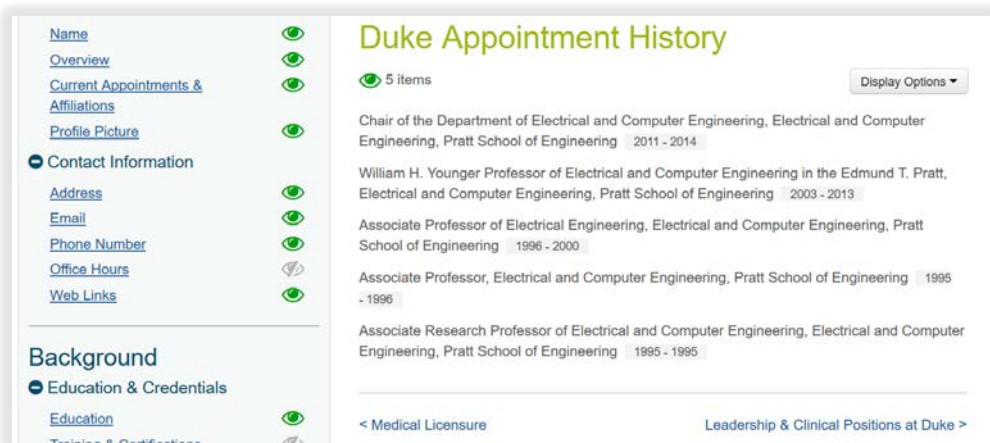 Name
Overview
Current Appointments &
Affiliations
Profile Picture
Contact Information
Address
Email
Phone Number
Office Hours
Web Links
Background
Education & Credentials
Education
Training & Certifications
Duke Appointment History
5 items
Display Options
Chair of the Department of Electrical and Computer Engineering, Electrical and Computer
Engineering, Pratt School of Engineering 2011 - 2014
William H. Younger Professor of Electrical and Computer Engineering in the Edmund T. Pratt,
Electrical and Computer Engineering, Pratt School of Engineering 2003 - 2013
Associate Professor of Electrical Engineering, Electrical and Computer Engineering, Pratt
School of Engineering 1996 - 2000
Associate Professor, Electrical and Computer Engineering, Pratt School of Engineering 1995
- 1996
Associate Research Professor of Electrical and Computer Engineering, Electrical and Computer
Engineering, Pratt School of Engineering 1995 - 1995
< Medical Licensure
Leadership & Clinical Positions at Duke >